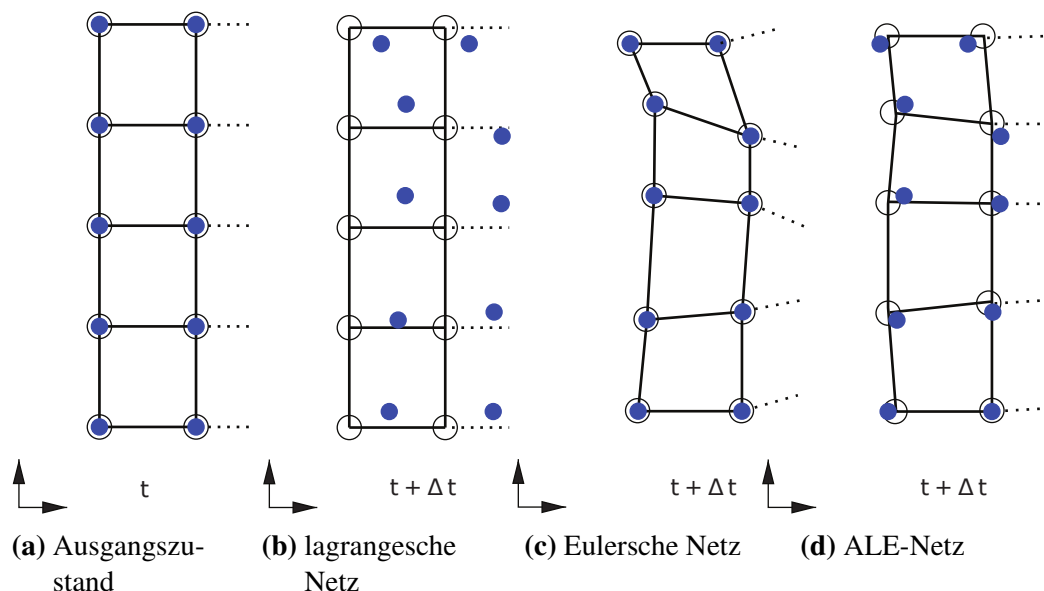 t
t + Δ t
t + Δ t
t + Δ t
(a) Ausgangszu-
stand
(b) lagrangesche
Netz
(c) Eulersche Netz
(d) ALE-Netz